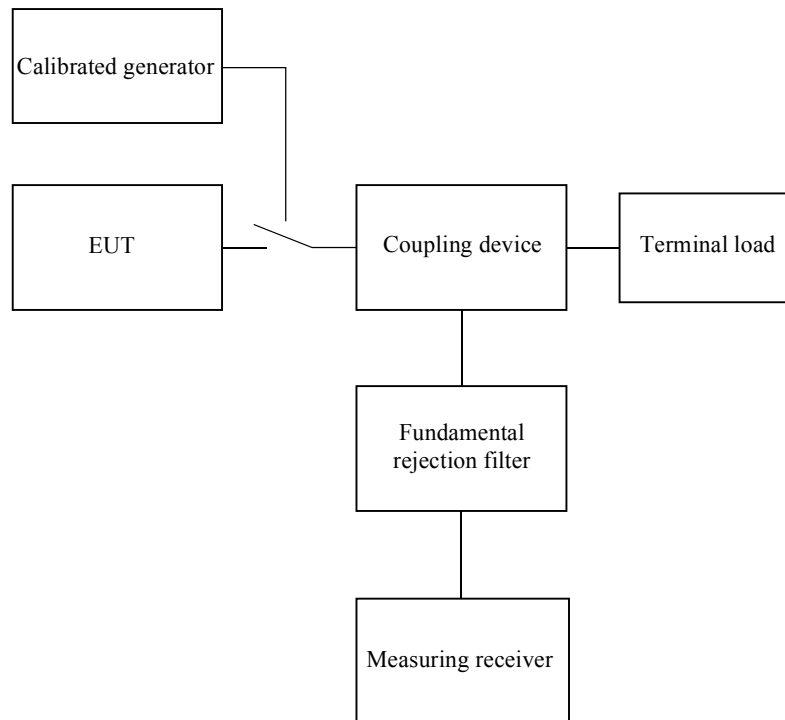 Calibrated generator
EUT
Coupling device
Terminal load
Fundamental
rejection filter
Measuring receiver